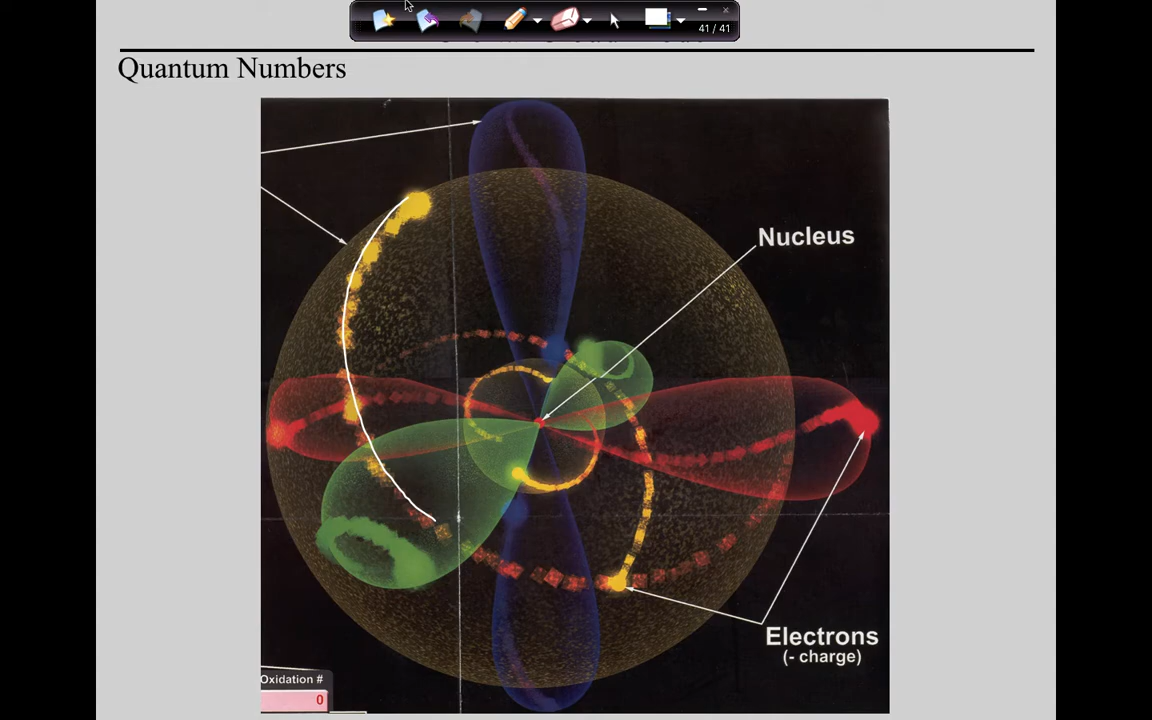 41 / 41
Quantum Numbers
Nucleus
Electrons
(- charge)
Oxidation #
0